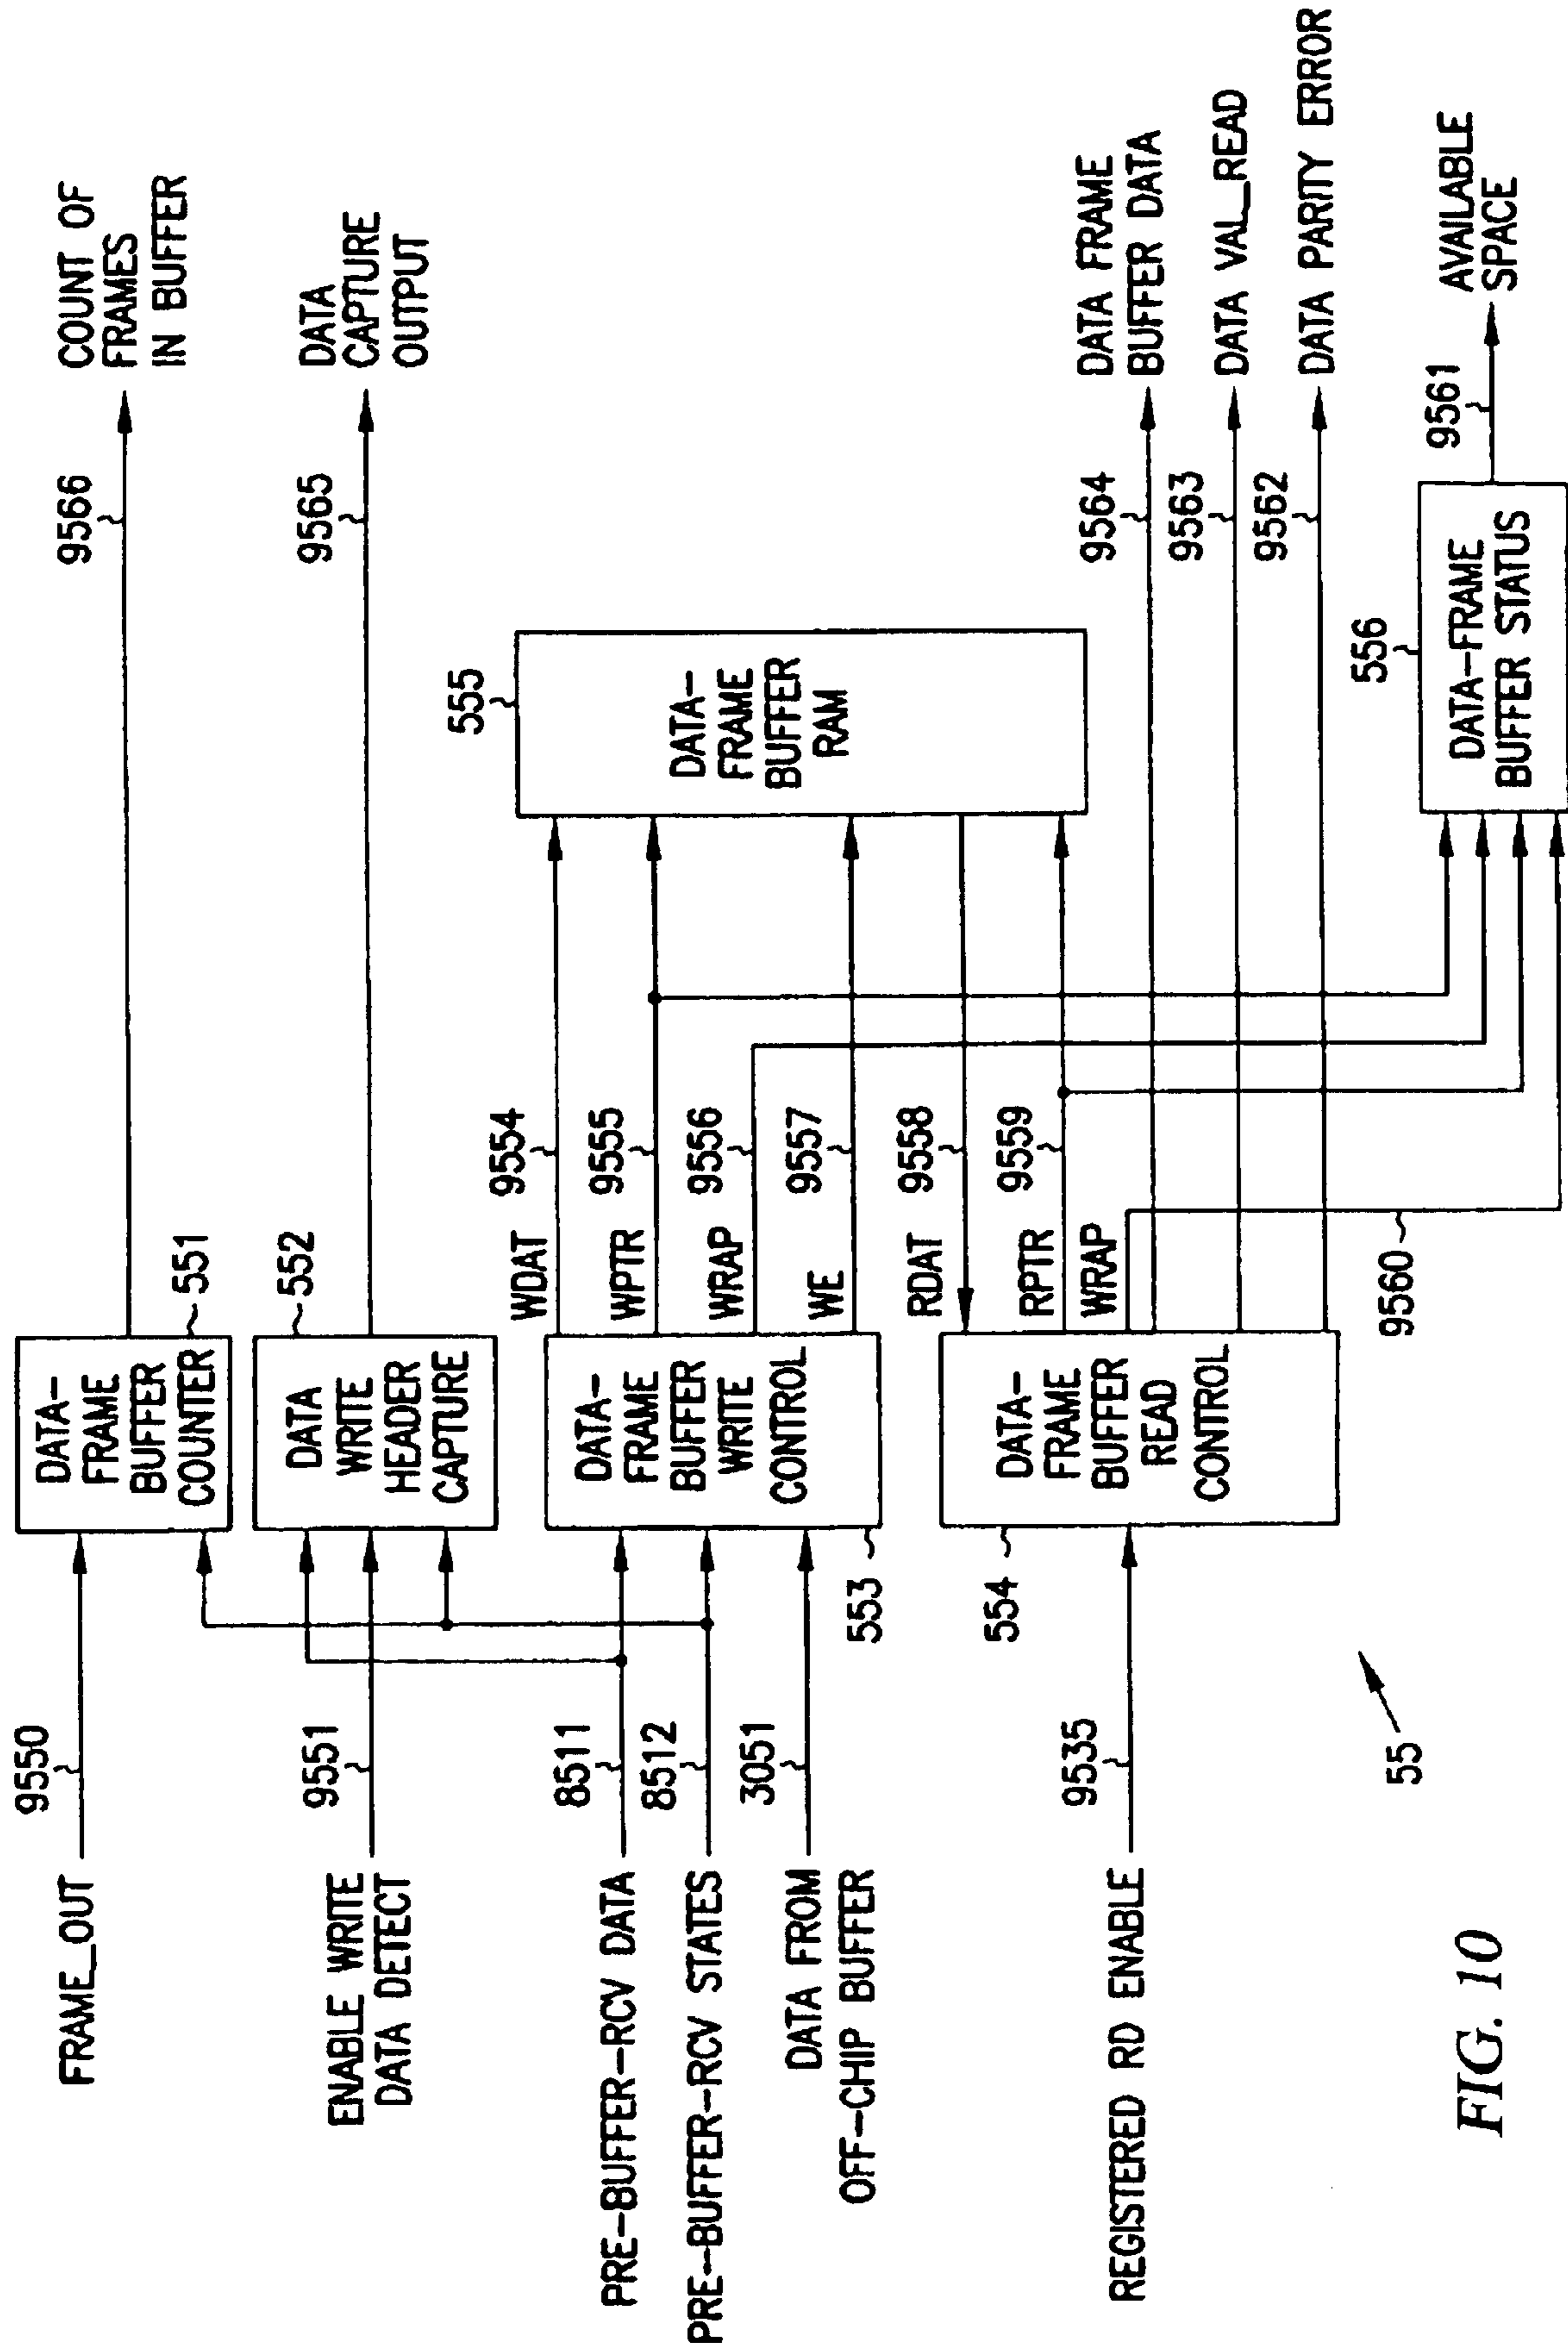 FRAME_OUT
9550
DATA-
FRAME
BUFFER
COUNTER
551
9566
COUNT OF
FRAMES
IN BUFFER
ENABLE WRITE
DATA DETECT
9551
DATA
WRITE
HEADER
CAPTURE
552
9565
DATA
CAPTURE
OUTPUT
PRE-BUFFER-RCV DATA
8511
PRE-BUFFER-RCV STATES
8512
DATA FROM
OFF-CHIP BUFFER
3051
DATA-
FRAME
BUFFER
WRITE
CONTROL
553
WDAT
9554
WPTR
9555
WRAP
9556
WE
9557
555
DATA-
FRAME
BUFFER
RAM
REGISTERED RD ENABLE
9535
554
DATA-
FRAME
BUFFER
READ
CONTROL
RDAT
9558
RPTR
9559
WRAP
9560
9564
DATA FRAME
BUFFER DATA
9563
DATA VAL_READ
9562
DATA PARITY ERROR
556
DATA-FRAME
BUFFER STATUS
9561
AVAILABLE
SPACE
55
FIG. 10